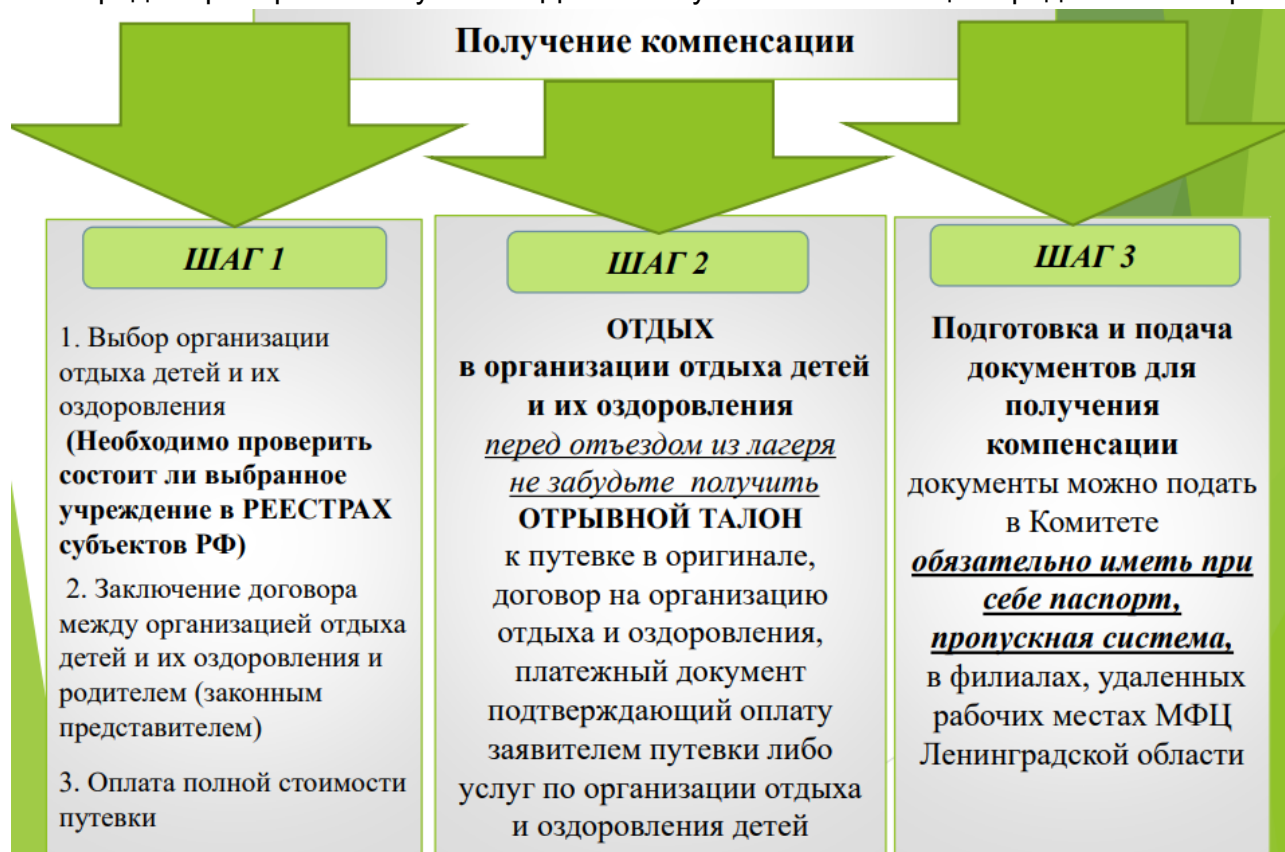 Получение компенсации
ШАГ 1
1. Выбор организации
отдыха детей и их
оздоровления
(Необходимо проверить
состоит ли выбранное
учреждение в РЕЕСТРАХ
субъектов РФ)
2. Заключение договора
между организацией отдыха
детей и их оздоровления и
родителем (законным
представителем)
3. Оплата полной стоимости
путевки
ШАГ 2
ОТДЫХ
в организации отдыха детей
и их оздоровления
перед отъездом из лагеря
не забудьте получить
ОТРЫВНОЙ ТАЛОН
к путевке в оригинале,
договор на организацию
отдыха и оздоровления,
платежный документ
подтверждающий оплату
заявителем путевки либо
услуг по организации отдыха
и оздоровления детей
ШАГ 3
Подготовка и подача
документов для
получения
компенсации
документы можно подать
в Комитете
обязательно иметь при
себе паспорт,
пропускная система,
в филиалах, удаленных
рабочих местах МФЦ
Ленинградской области